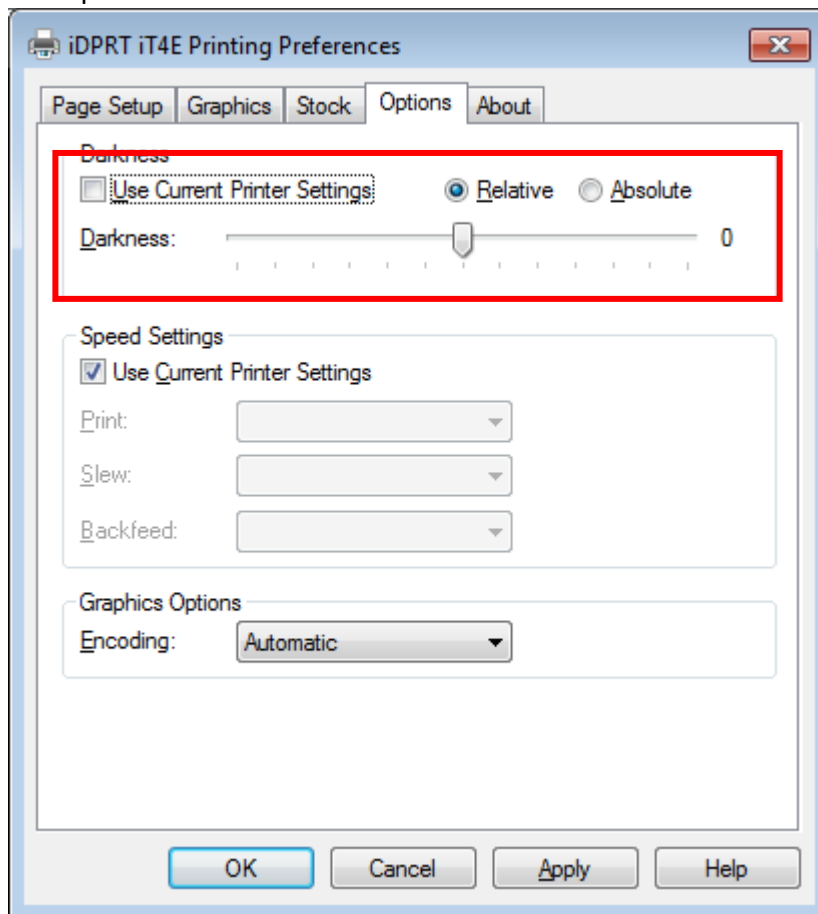 iDPRT iT4E Printing Preferences
Page Setup Graphics Stock Options About
Darkness
Use Current Printer Settings Relative Absolute
Darkness: 0
Speed Settings
Use Current Printer Settings
Print:
Slew:
Backfeed:
Graphics Options
Encoding: Automatic
OK Cancel Apply Help